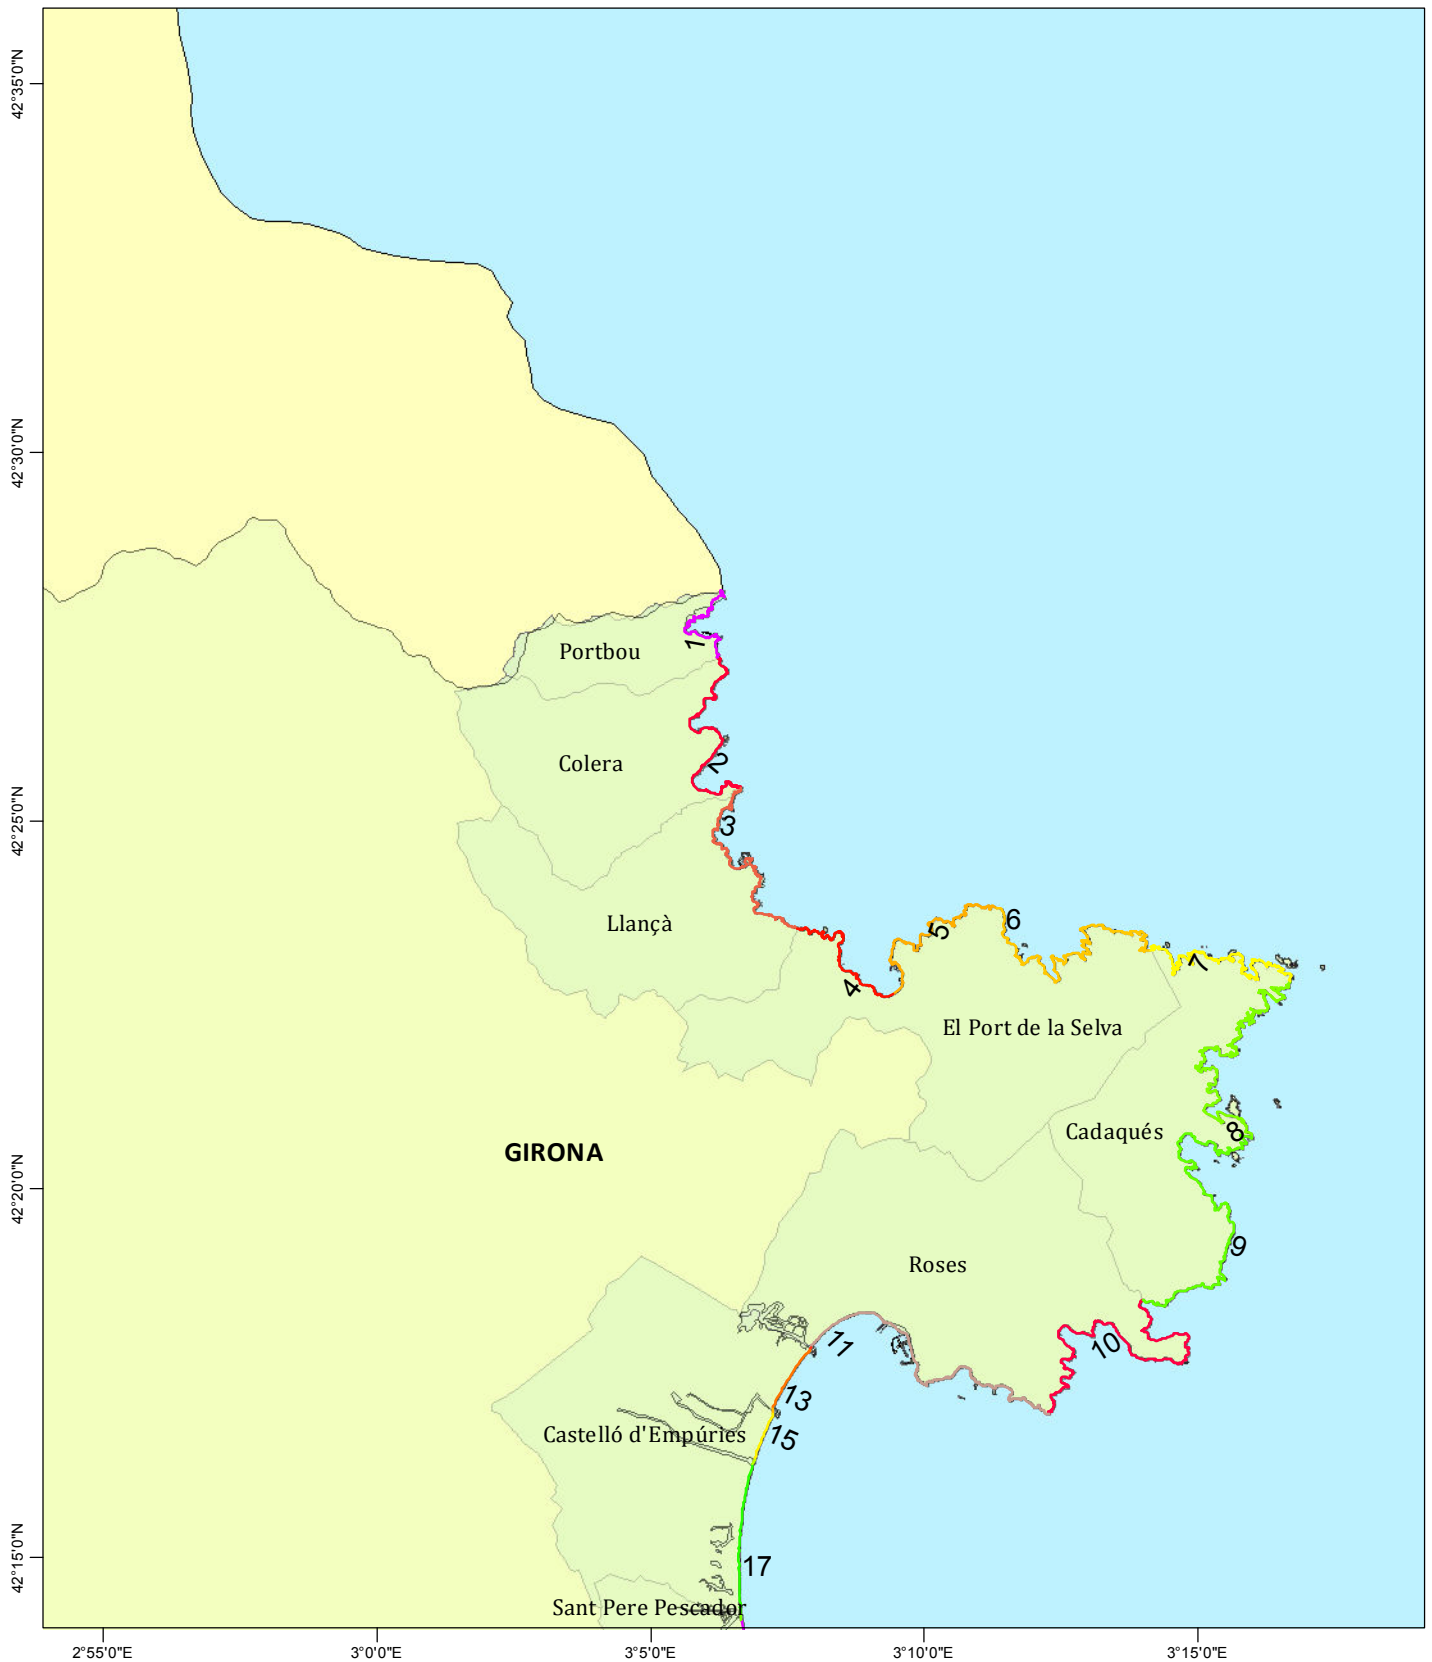 42°35'0"N
42°30'0"N
1
Portbou
2
Colera
3
42°25'0"N
Llançà
6
5
7
4
El Port de la Selva
Cadaqués
8
GIRONA
42°20'0"N
9
Roses
11
10
13
Castelló d'Empúries
15
42°15'0"N
17
Sant Pere Pescador
2°55'0"E
3°0'0"E
3°5'0"E
3°10'0"E
3°15'0"E